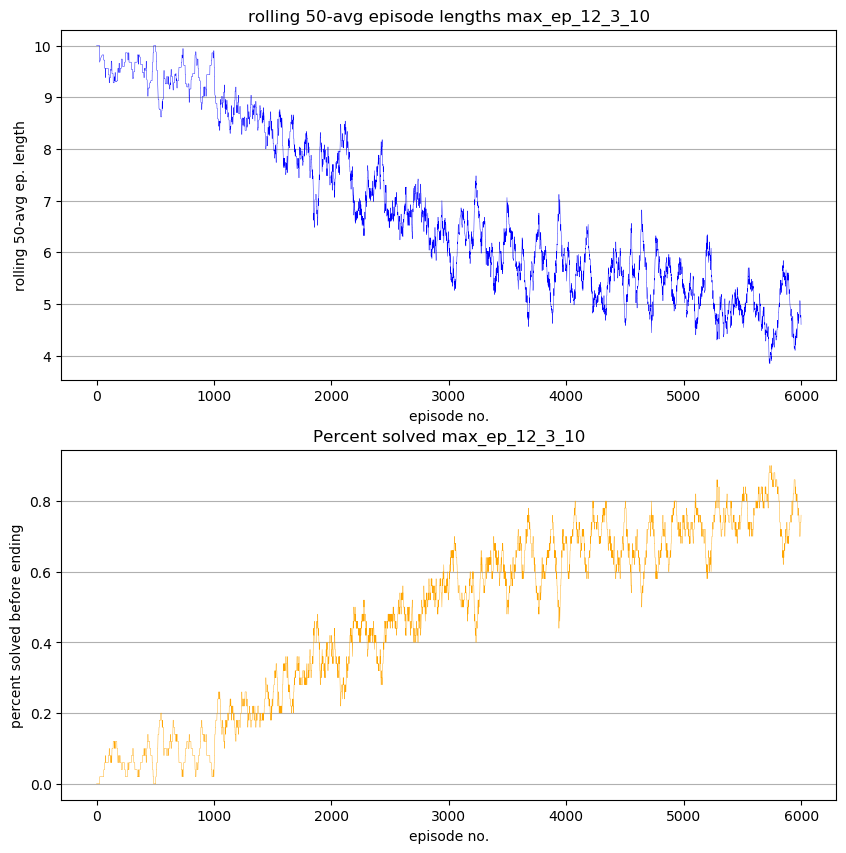 rolling 50-avg episode lengths max_ep_12_3_10
rolling 50-avg ep. length
10
9
8
7
6
5
4
0 1000 2000 3000 4000 5000 6000
episode no.
Percent solved max_ep_12_3_10
percent solved before ending
0.8
0.6
0.4
0.2
0.0
0 1000 2000 3000 4000 5000 6000
episode no.